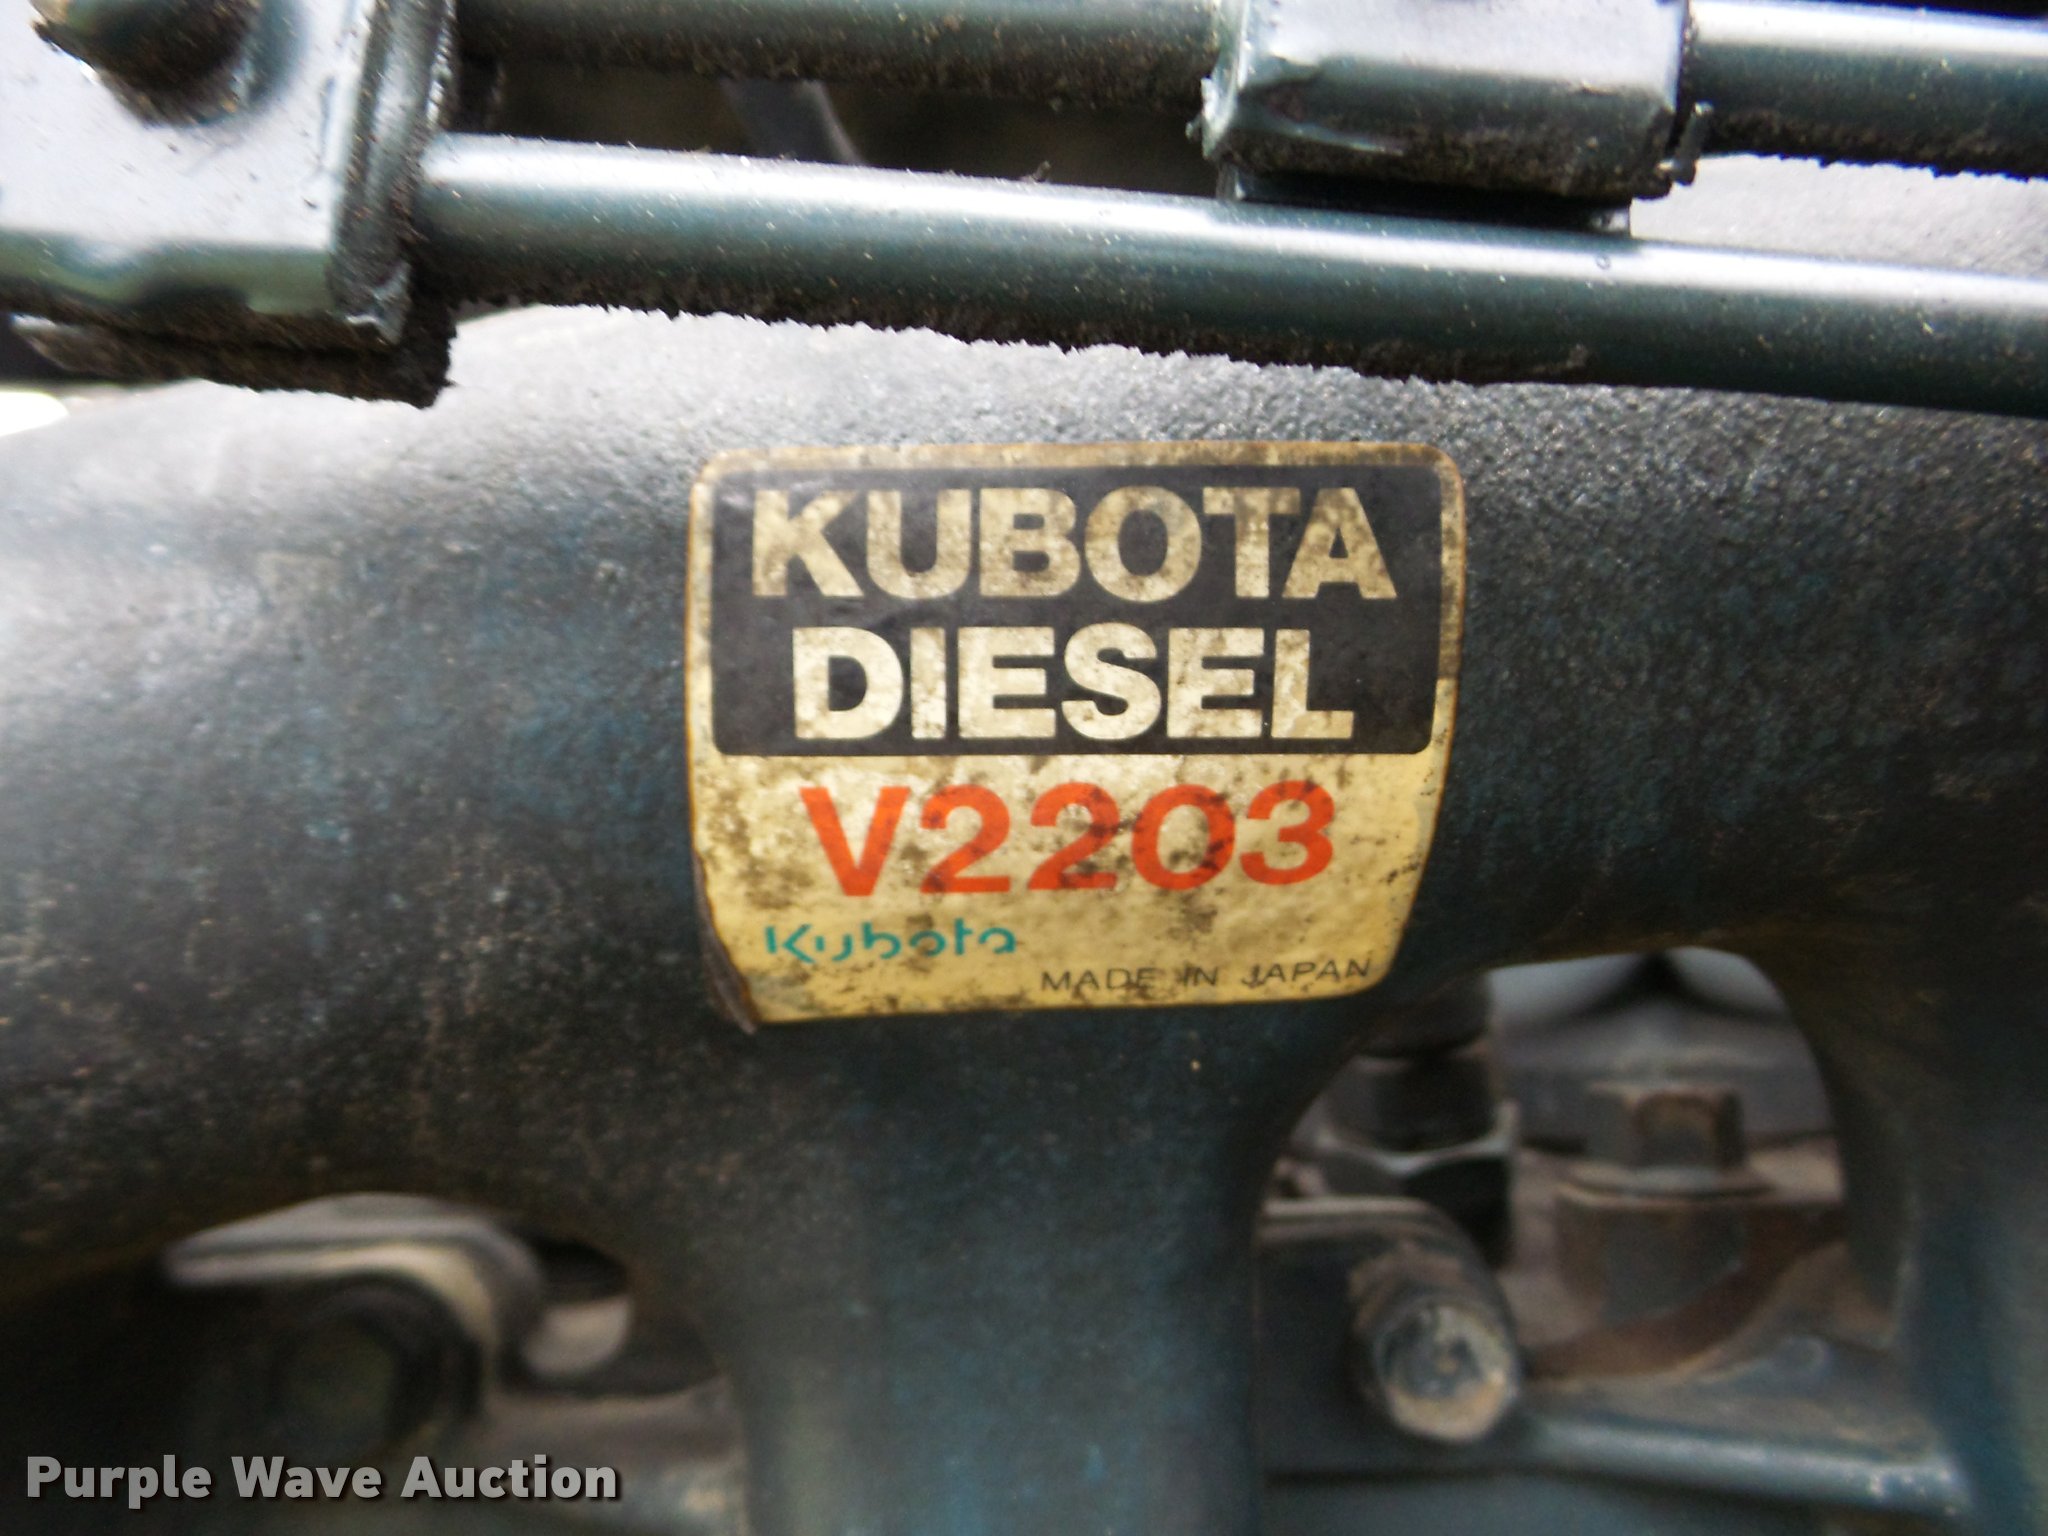 KUBOTA
DIESEL
V2203
Kubota
MADE IN JAPAN
Purple Wave Auction